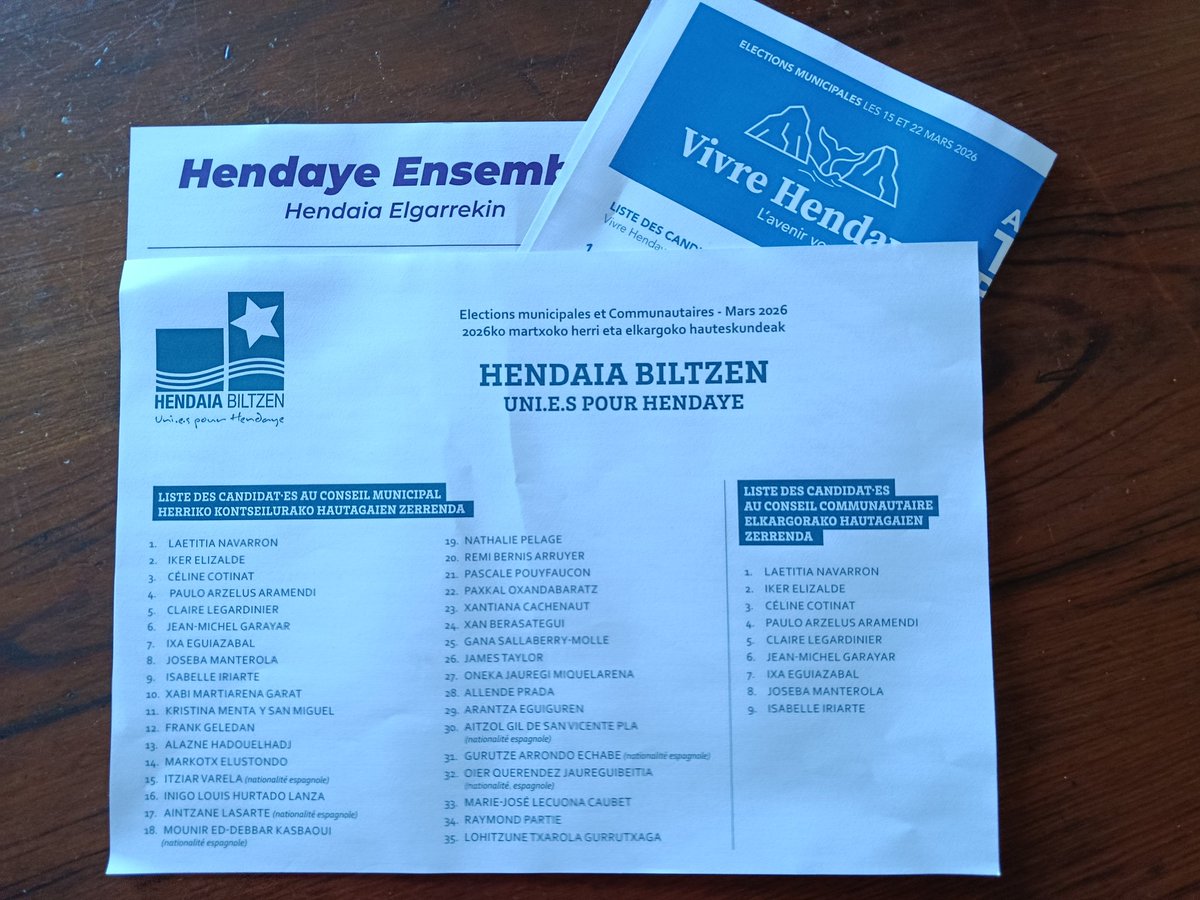 Hendaye Ensemb
Hendaia Elgarrekin
ELECTIONS MUNICIPALES LES 15 ET 22 MARS 2026
Vivre Henday
L'avenir vo
LISTE DES CANDID
Vivre Henday
1
HENDAIA BILTZEN
Uni.e.s pour Hendaye
Elections municipales et Communautaires - Mars 2026
2026ko martxoko herri eta elkargoko hauteskundeak
HENDAIA BILTZEN
UNI.E.S POUR HENDAYE
LISTE DES CANDIDAT·ES AU CONSEIL MUNICIPAL
HERRIKO KONTSEILURAKO HAUTAGAIEN ZERRENDA
1. LAETITIA NAVARRON
2. IKER ELIZALDE
3. CÉLINE COTINAT
4. PAULO ARZELUS ARAMENDI
5. CLAIRE LEGARDINIER
6. JEAN-MICHEL GARAYAR
7. IXA EGUIAZABAL
8. JOSEBA MANTEROLA
9. ISABELLE IRIARTE
10. XABI MARTIARENA GARAT
11. KRISTINA MENTA Y SAN MIGUEL
12. FRANK GELEDAN
13. ALAZNE HADOUELHADJ
14. MARKOTX ELUSTONDO
15. ITZIAR VARELA (nationalité espagnole)
16. INIGO LOUIS HURTADO LANZA
17. AINTZANE LASARTE (nationalité espagnole)
18. MOUNIR ED-DEBBAR KASBAOUI
(nationalité espagnole)
19. NATHALIE PELAGE
20. REMI BERNIS ARRUYER
21. PASCALE POUYFAUCON
22. PAXKAL OXANDABARATZ
23. XANTIANA CACHENAUT
24. XAN BERASATEGUI
25. GANA SALLABERRY-MOLLE
26. JAMES TAYLOR
27. ONEKA JAUREGI MIQUELARENA
28. ALLENDE PRADA
29. ARANTZA EGUIGUREN
30. AITZOL GIL DE SAN VICENTE PLA
(nationalité espagnole)
31. GURUTZE ARRONDO ECHABE (nationalité espagnole)
32. OIER QUERENDEZ JAUREGUIBEITIA
(nationalité. espagnole)
33. MARIE-JOSÉ LECUONA CAUBET
34. RAYMOND PARTIE
35. LOHITZUNE TXAROLA GURRUTXAGA
LISTE DES CANDIDAT·ES
AU CONSEIL COMMUNAUTAIRE
ELKARGORAKO HAUTAGAIEN
ZERRENDA
1. LAETITIA NAVARRON
2. IKER ELIZALDE
3. CÉLINE COTINAT
4. PAULO ARZELUS ARAMENDI
5. CLAIRE LEGARDINIER
6. JEAN-MICHEL GARAYAR
7. IXA EGUIAZABAL
8. JOSEBA MANTEROLA
9. ISABELLE IRIARTE